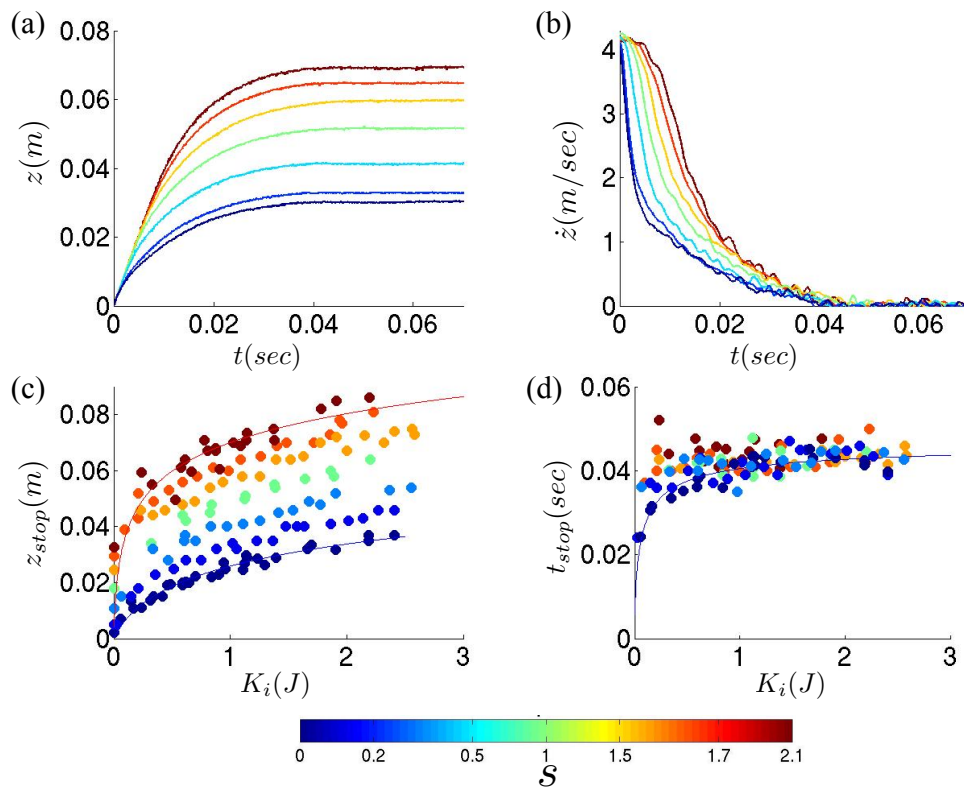 (a)
0.08
0.06
0.04
0.02
0
z(m)
0 0.02 0.04 0.06
t(sec)
(b)
4
3
2
1
0
ż(m/sec)
0 0.02 0.04 0.06
t(sec)
(c)
0.08
0.06
0.04
0.02
0
z_stop(m)
0 1 2 3
K_i(J)
(d)
0.06
0.04
0.02
0
t_stop(sec)
0 1 2 3
K_i(J)
0 0.2 0.5 1 1.5 1.7 2.1
s